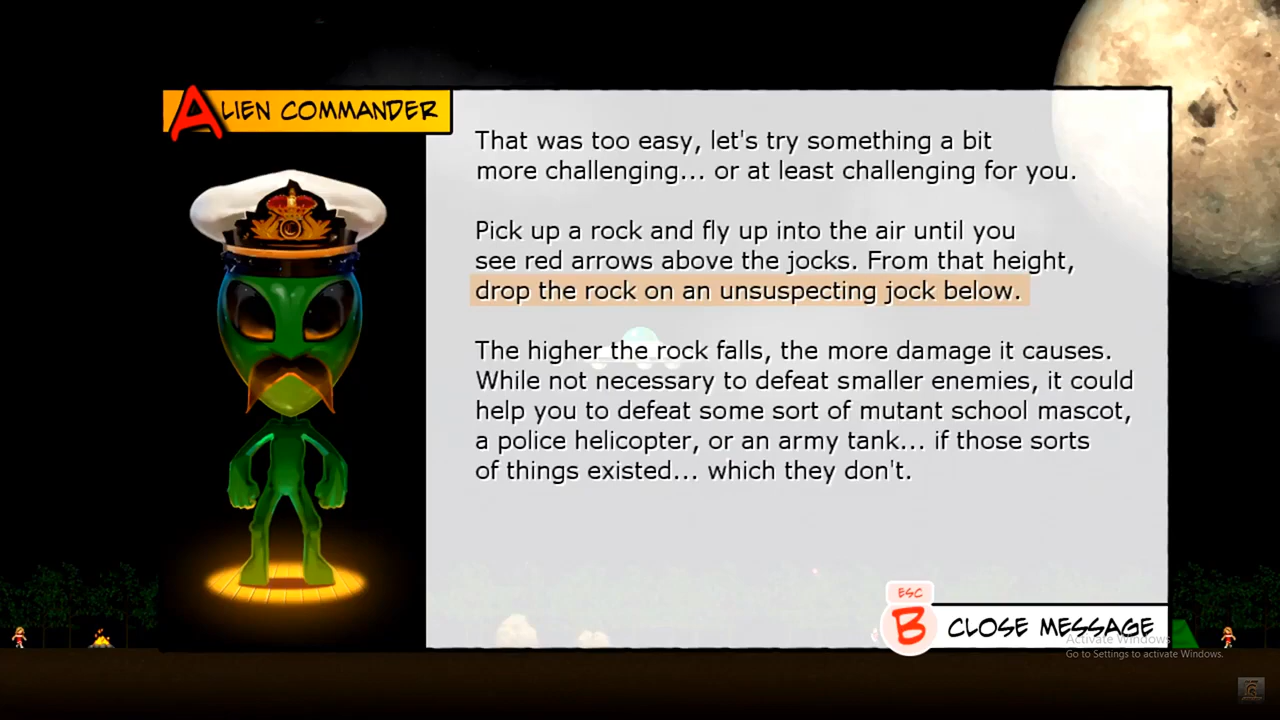 ALIEN COMMANDER
That was too easy, let's try something a bit
more challenging... or at least challenging for you.
Pick up a rock and fly up into the air until you
see red arrows above the jocks. From that height,
drop the rock on an unsuspecting jock below.
The higher the rock falls, the more damage it causes.
While not necessary to defeat smaller enemies, it could
help you to defeat some sort of mutant school mascot,
a police helicopter, or an army tank... if those sorts
of things existed... which they don't.
ESC
B CLOSE MESSAGE
Activate Windows
Go to Settings to activate Windows.